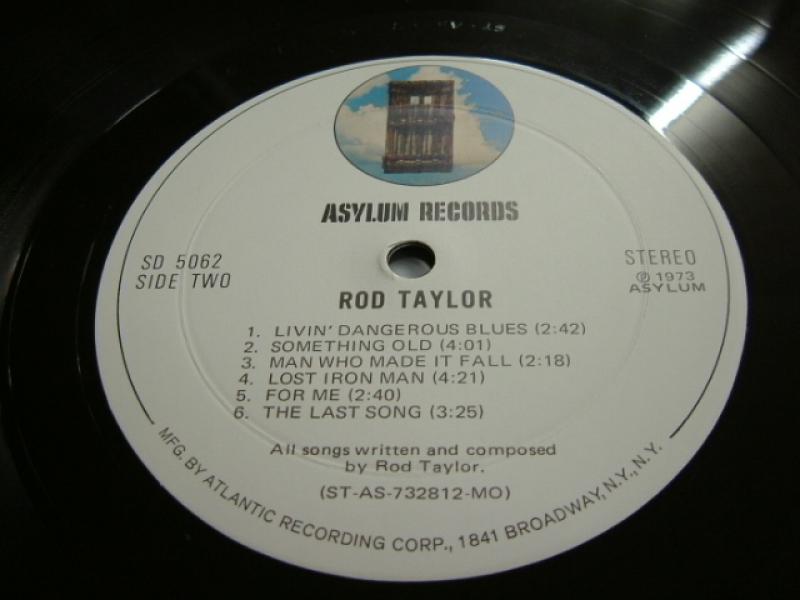 ASYLUM RECORDS
SD 5062
SIDE TWO
STEREO
℗ 1973
ASYLUM
ROD TAYLOR
1. LIVIN' DANGEROUS BLUES (2:42)
2. SOMETHING OLD (4:01)
3. MAN WHO MADE IT FALL (2:18)
4. LOST IRON MAN (4:21)
5. FOR ME (2:40)
6. THE LAST SONG (3:25)
All songs written and composed
by Rod Taylor.
(ST-AS-732812-MO)
MFG. BY ATLANTIC RECORDING CORP., 1841 BROADWAY, N.Y., N.Y.